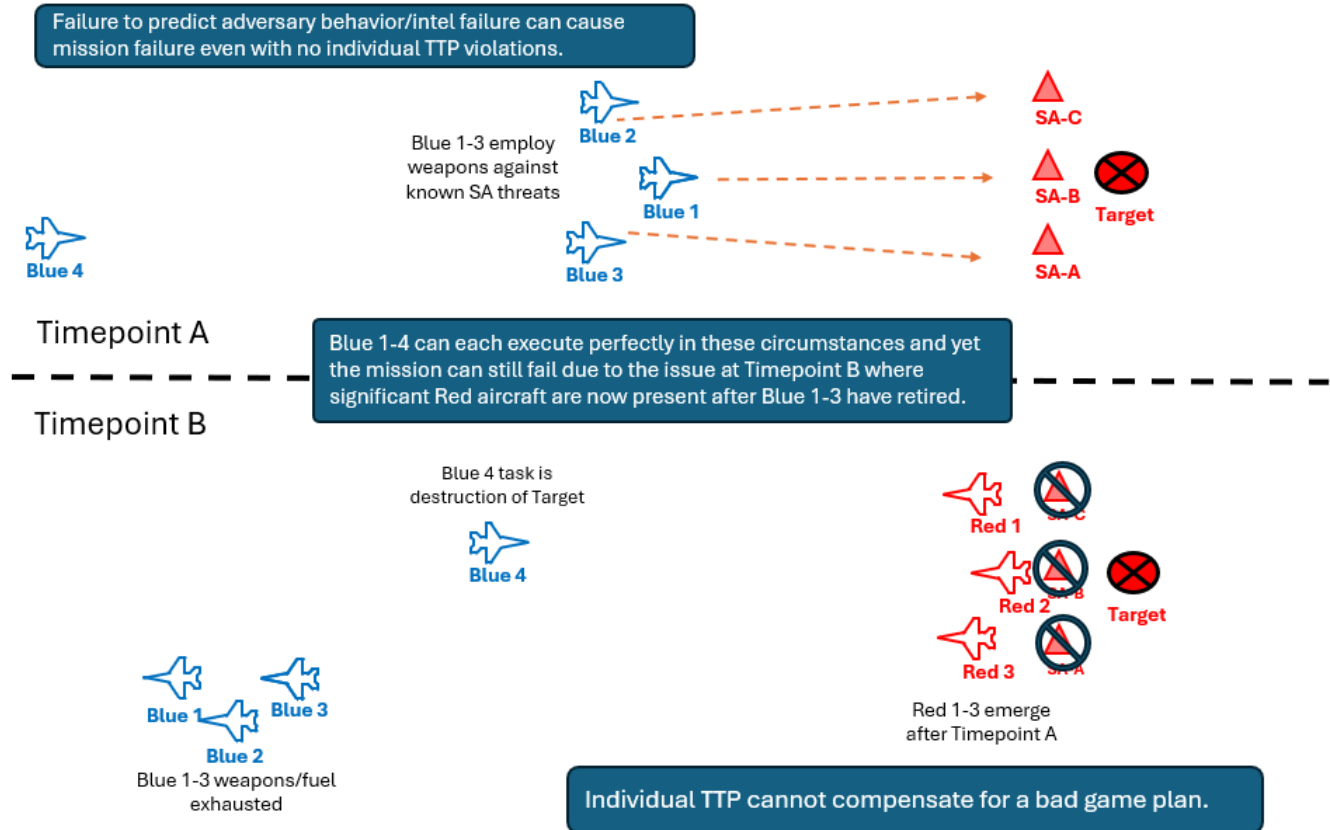 Failure to predict adversary behavior/intel failure can cause
mission failure even with no individual TTP violations.
Blue 2
SA-C
Blue 1-3 employ
weapons against
known SA threats
Blue 1
SA-B
Target
Blue 4
Blue 3
SA-A
Timepoint A
Blue 1-4 can each execute perfectly in these circumstances and yet
the mission can still fail due to the issue at Timepoint B where
significant Red aircraft are now present after Blue 1-3 have retired.
Timepoint B
Blue 4 task is
destruction of Target
Blue 4
Red 1
SA-C
Red 2
SA-B
Target
Red 3
SA-A
Blue 1
Blue 3
Blue 2
Blue 1-3 weapons/fuel
exhausted
Red 1-3 emerge
after Timepoint A
Individual TTP cannot compensate for a bad game plan.